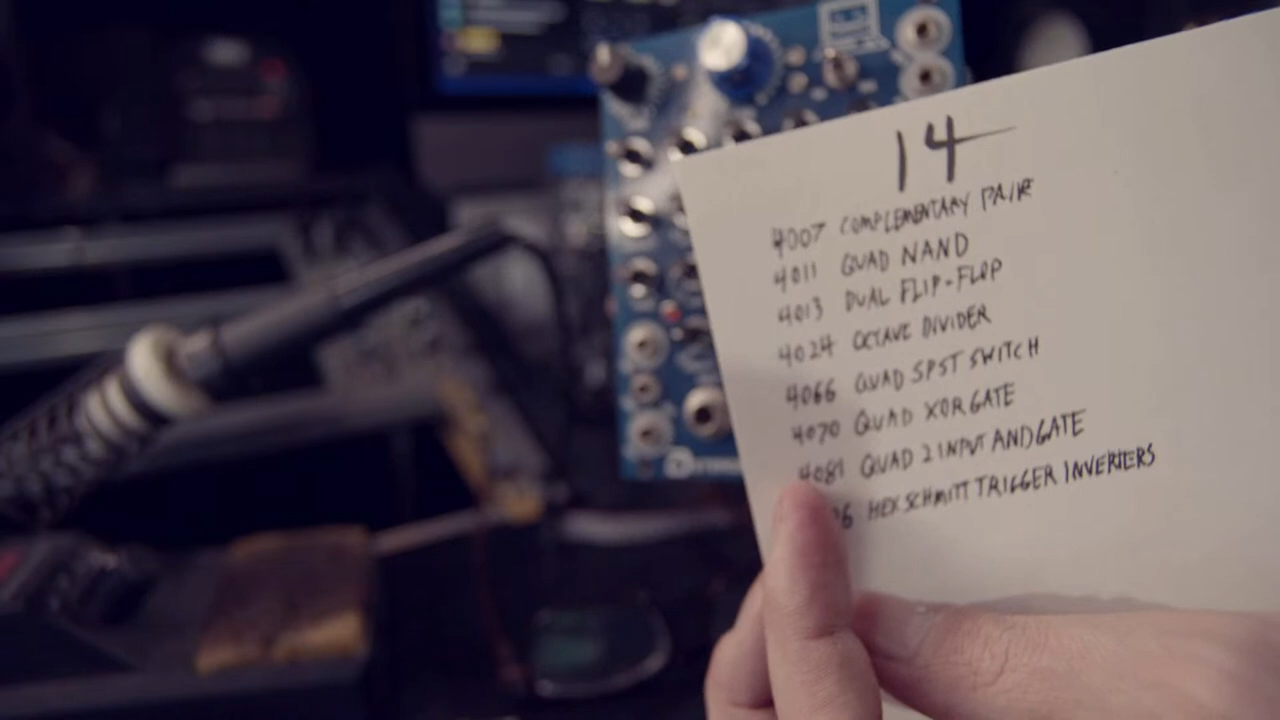 14
4007 COMPLEMENTARY PAIR
4011 QUAD NAND
4013 DUAL FLIP-FLOP
4024 OCTAVE DIVIDER
4066 QUAD SPST SWITCH
4070 QUAD XOR GATE
4081 QUAD 2 INPUT AND GATE
HEX SCHMITT TRIGGER INVERTERS